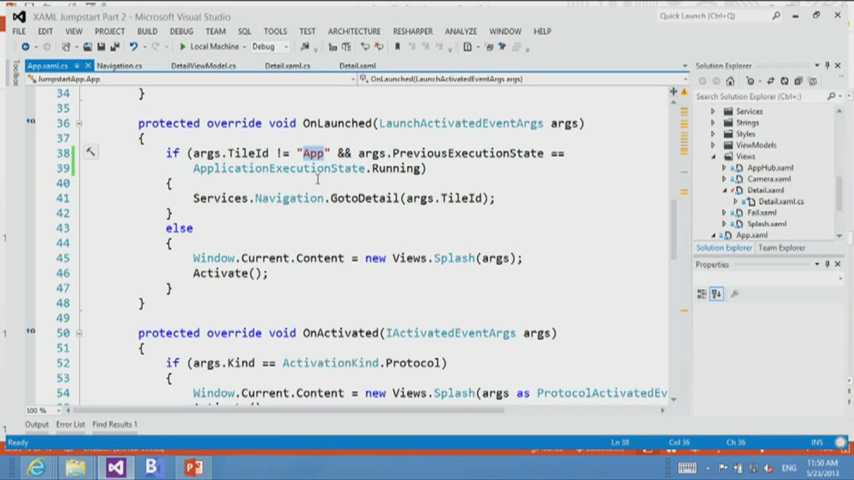 XAML Jumpstart Part 2 - Microsoft Visual Studio
Quick Launch (Ctrl+Q)
FILE EDIT VIEW PROJECT BUILD DEBUG TEAM SQL TOOLS TEST ARCHITECTURE RESHARPER ANALYZE WINDOW HELP
Local Machine Debug
App.xaml.cs Navigation.cs DetailViewModel.cs Detail.xaml.cs Detail.xaml
JumpstartApp.App OnLaunched(LaunchActivatedEventArgs args)
34 }
35
36 protected override void OnLaunched(LaunchActivatedEventArgs args)
37 {
38 if (args.TileId != "App" && args.PreviousExecutionState ==
39 ApplicationExecutionState.Running)
40 {
41 Services.Navigation.GotoDetail(args.TileId);
42 }
43 else
44 {
45 Window.Current.Content = new Views.Splash(args);
46 Activate();
47 }
48 }
49
50 protected override void OnActivated(IActivatedEventArgs args)
51 {
52 if (args.Kind == ActivationKind.Protocol)
53 {
54 Window.Current.Content = new Views.Splash(args as ProtocolActivatedEv
100 %
Output Error List Find Results 1
Solution Explorer
Search Solution Explorer (Ctrl+;)
Services
Strings
Styles
ViewModels
Views
AppHub.xaml
Camera.xaml
Detail.xaml
Detail.xaml.cs
Fail.xaml
Splash.xaml
App.xaml
Solution Explorer Team Explorer
Properties
Ready Ln 38 Col 36 Ch 36 INS
ENG
11:50 AM
5/23/2013